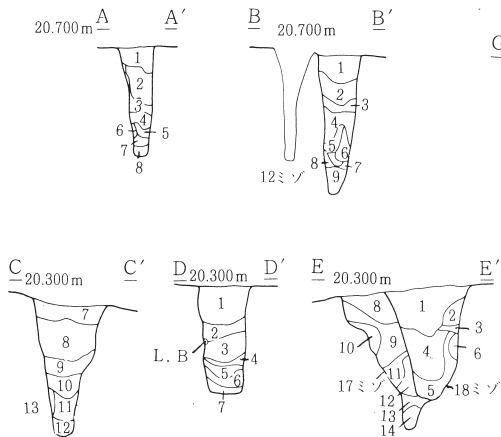 A A′ B B′
20.700m 20.700m G
1 1
2 2
3 3
4 4
6 5 5 6
7 8 7
8 9
12ミゾ
C C′ D D′ E E′
20.300m 20.300m 20.300m
7 1 8 1 2
8 2 3
L.B 3 4 10 9 4 6
9 5 6 11
10 7 17ミゾ 18ミゾ
13 11 12 5
12 13
14